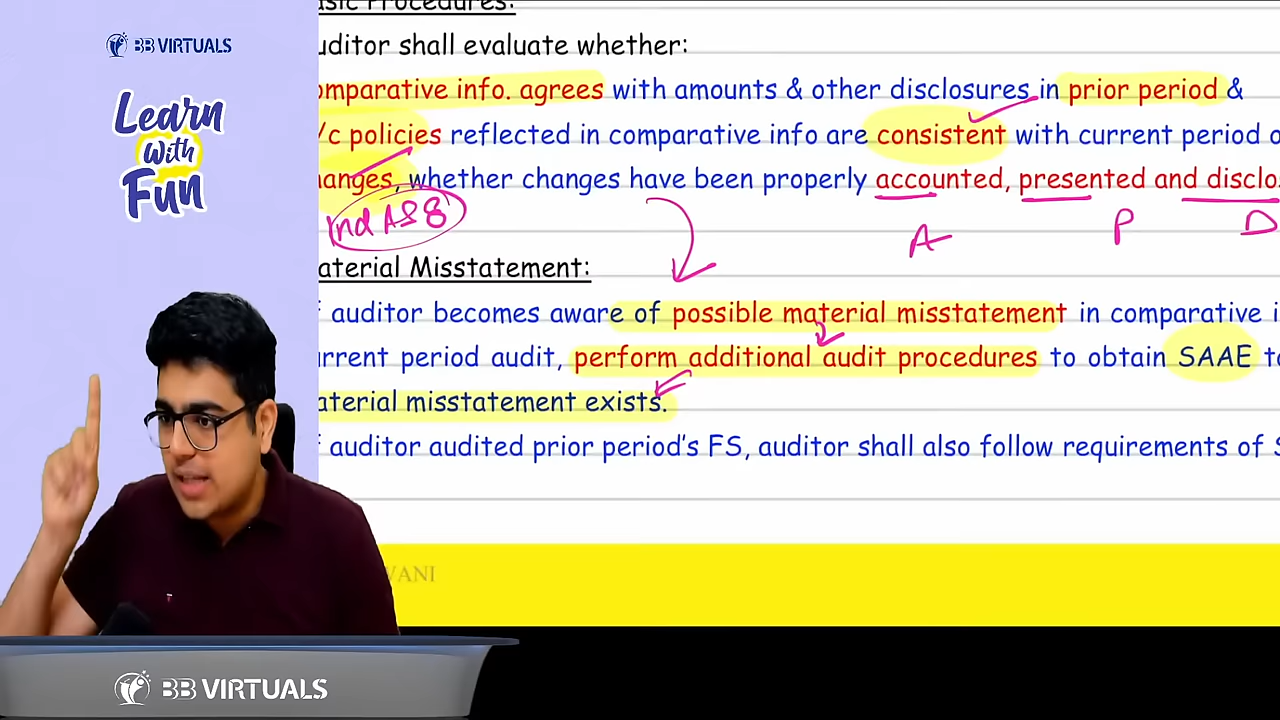 BB VIRTUALS
Learn
With
Fun
asic Procedures:
uditor shall evaluate whether:
omparative info. agrees with amounts & other disclosures in prior period &
/c policies reflected in comparative info are consistent with current period o
hanges, whether changes have been properly accounted, presented and disclos
Ind AS 8
A
P
D
aterial Misstatement:
f auditor becomes aware of possible material misstatement in comparative i
urrent period audit, perform additional audit procedures to obtain SAAE to
aterial misstatement exists.
f auditor audited prior period's FS, auditor shall also follow requirements of S
VANI
BB VIRTUALS